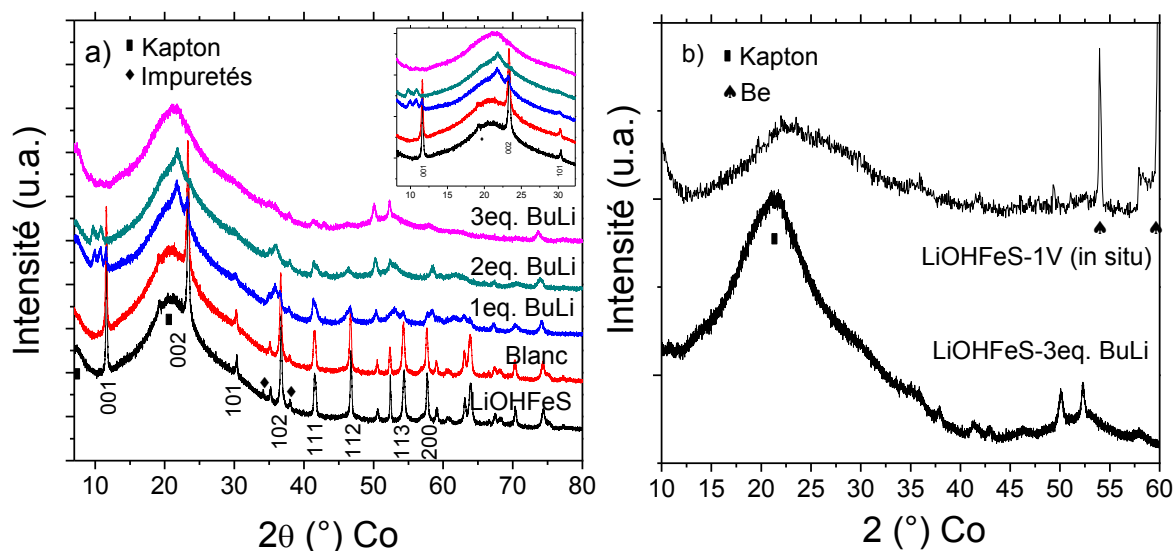 a)
■ Kapton
♦ Impuretés
10 15 20 25 30
001
002
101
3eq. BuLi
2eq. BuLi
1eq. BuLi
Blanc
LiOHFeS
001
002
101
102
111
112
113
200
10 20 30 40 50 60 70 80
2θ (°) Co
Intensité (u.a.)
b)
■ Kapton
♠ Be
LiOHFeS-1V (in situ)
LiOHFeS-3eq. BuLi
10 15 20 25 30 35 40 45 50 55 60
2 (°) Co
Intensité (u.a.)